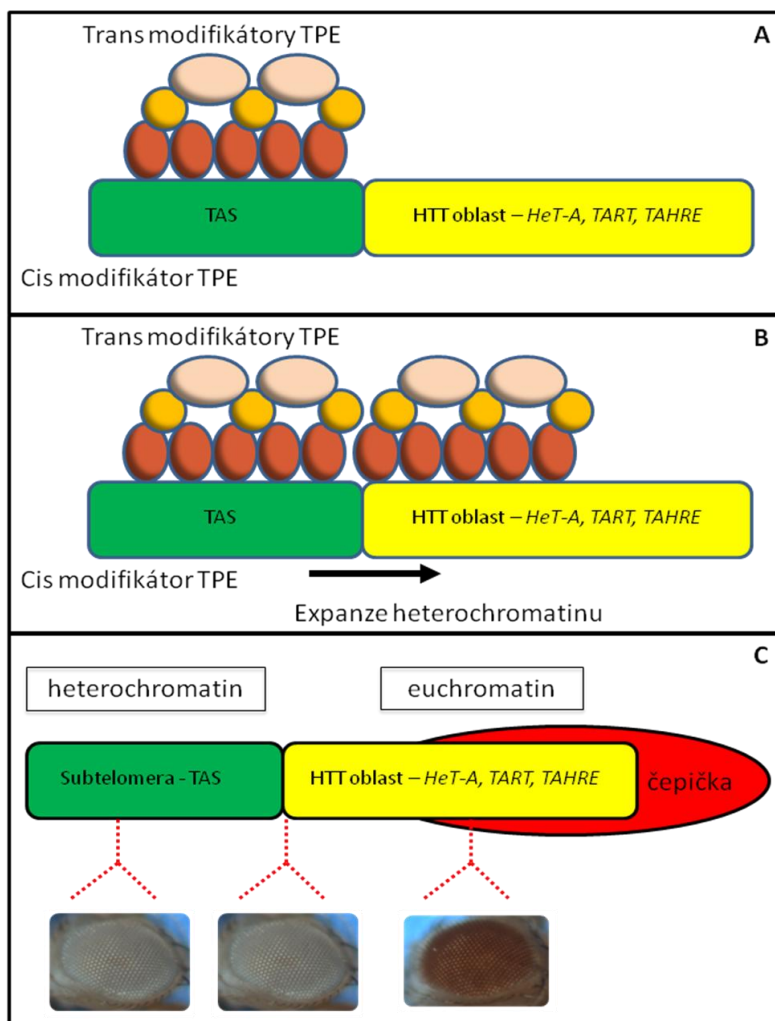 Trans modifikátory TPE
A
TAS
HTT oblast – HeT-A, TART, TAHRE
Cis modifikátor TPE
Trans modifikátory TPE
B
TAS
HTT oblast – HeT-A, TART, TAHRE
Cis modifikátor TPE
Expanze heterochromatinu
C
heterochromatin
euchromatin
Subtelomera - TAS
HTT oblast – HeT-A, TART, TAHRE
čepička